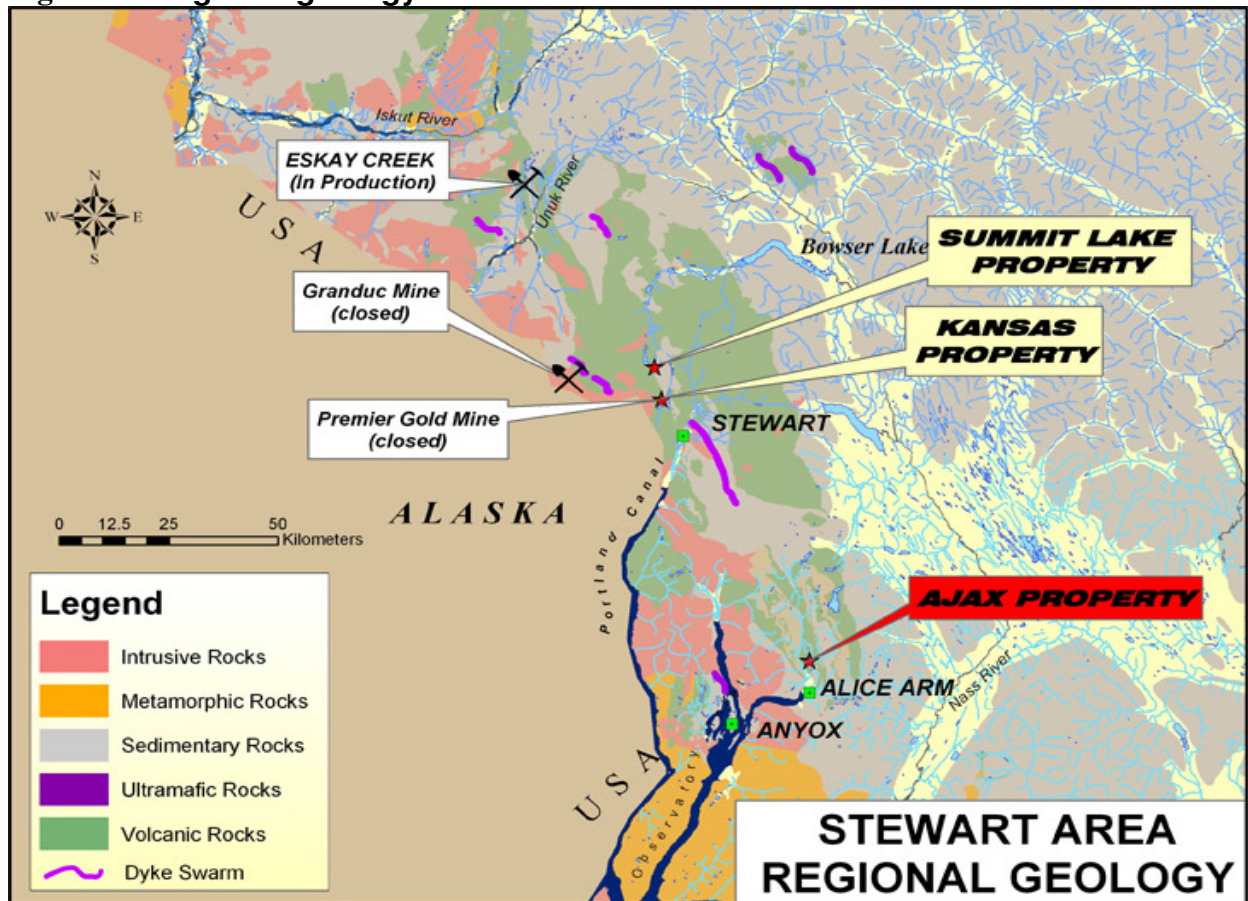 Iskut River
ESKAY CREEK
(In Production)
Unuk River
N
W E
S
USA
Bowser Lake
SUMMIT LAKE
PROPERTY
Granduc Mine
(closed)
KANSAS
PROPERTY
Premier Gold Mine
(closed)
STEWART
ALASKA
Portland Canal
0 12.5 25 50
Kilometers
AJAX PROPERTY
Legend
Intrusive Rocks
Metamorphic Rocks
Sedimentary Rocks
Ultramafic Rocks
Volcanic Rocks
Dyke Swarm
ALICE ARM
Nass River
ANYOX
USA
Observatory
STEWART AREA
REGIONAL GEOLOGY